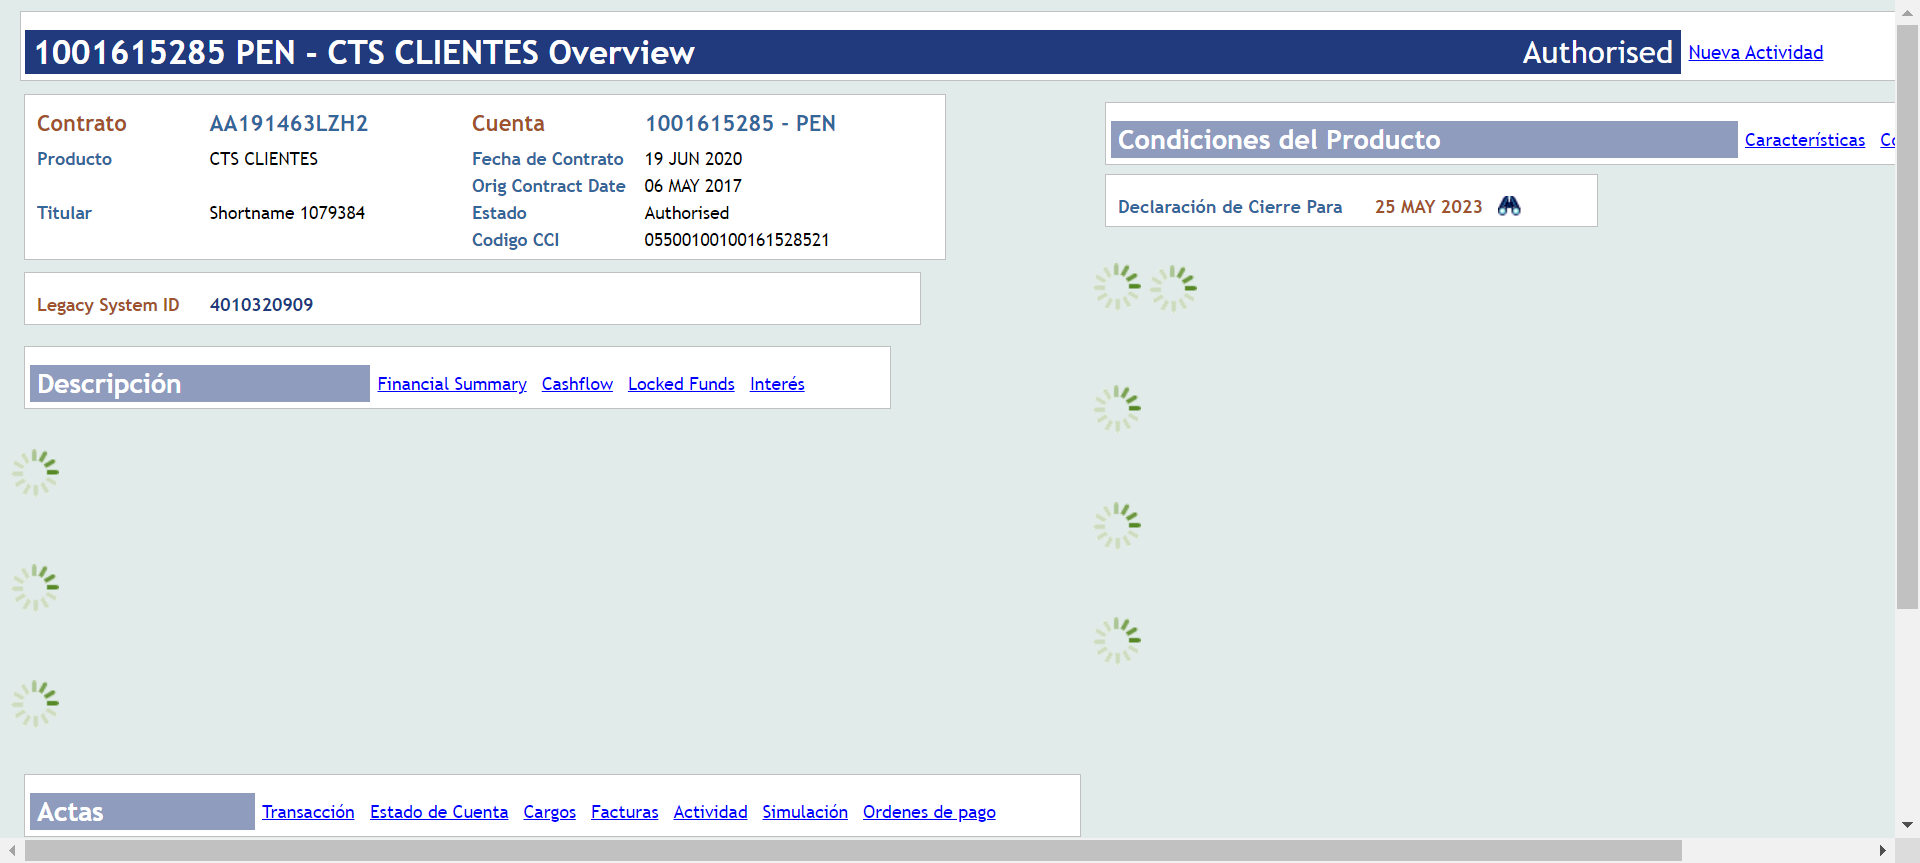 1001615285 PEN - CTS CLIENTES Overview Authorised Nueva Actividad
Contrato AA191463LZH2 Cuenta 1001615285 - PEN
Producto CTS CLIENTES Fecha de Contrato 19 JUN 2020
Orig Contract Date 06 MAY 2017
Titular Shortname 1079384 Estado Authorised
Codigo CCI 05500100100161528521
Legacy System ID 4010320909
Descripción Financial Summary Cashflow Locked Funds Interés
Condiciones del Producto Características
Declaración de Cierre Para 25 MAY 2023
Actas Transacción Estado de Cuenta Cargos Facturas Actividad Simulación Ordenes de pago